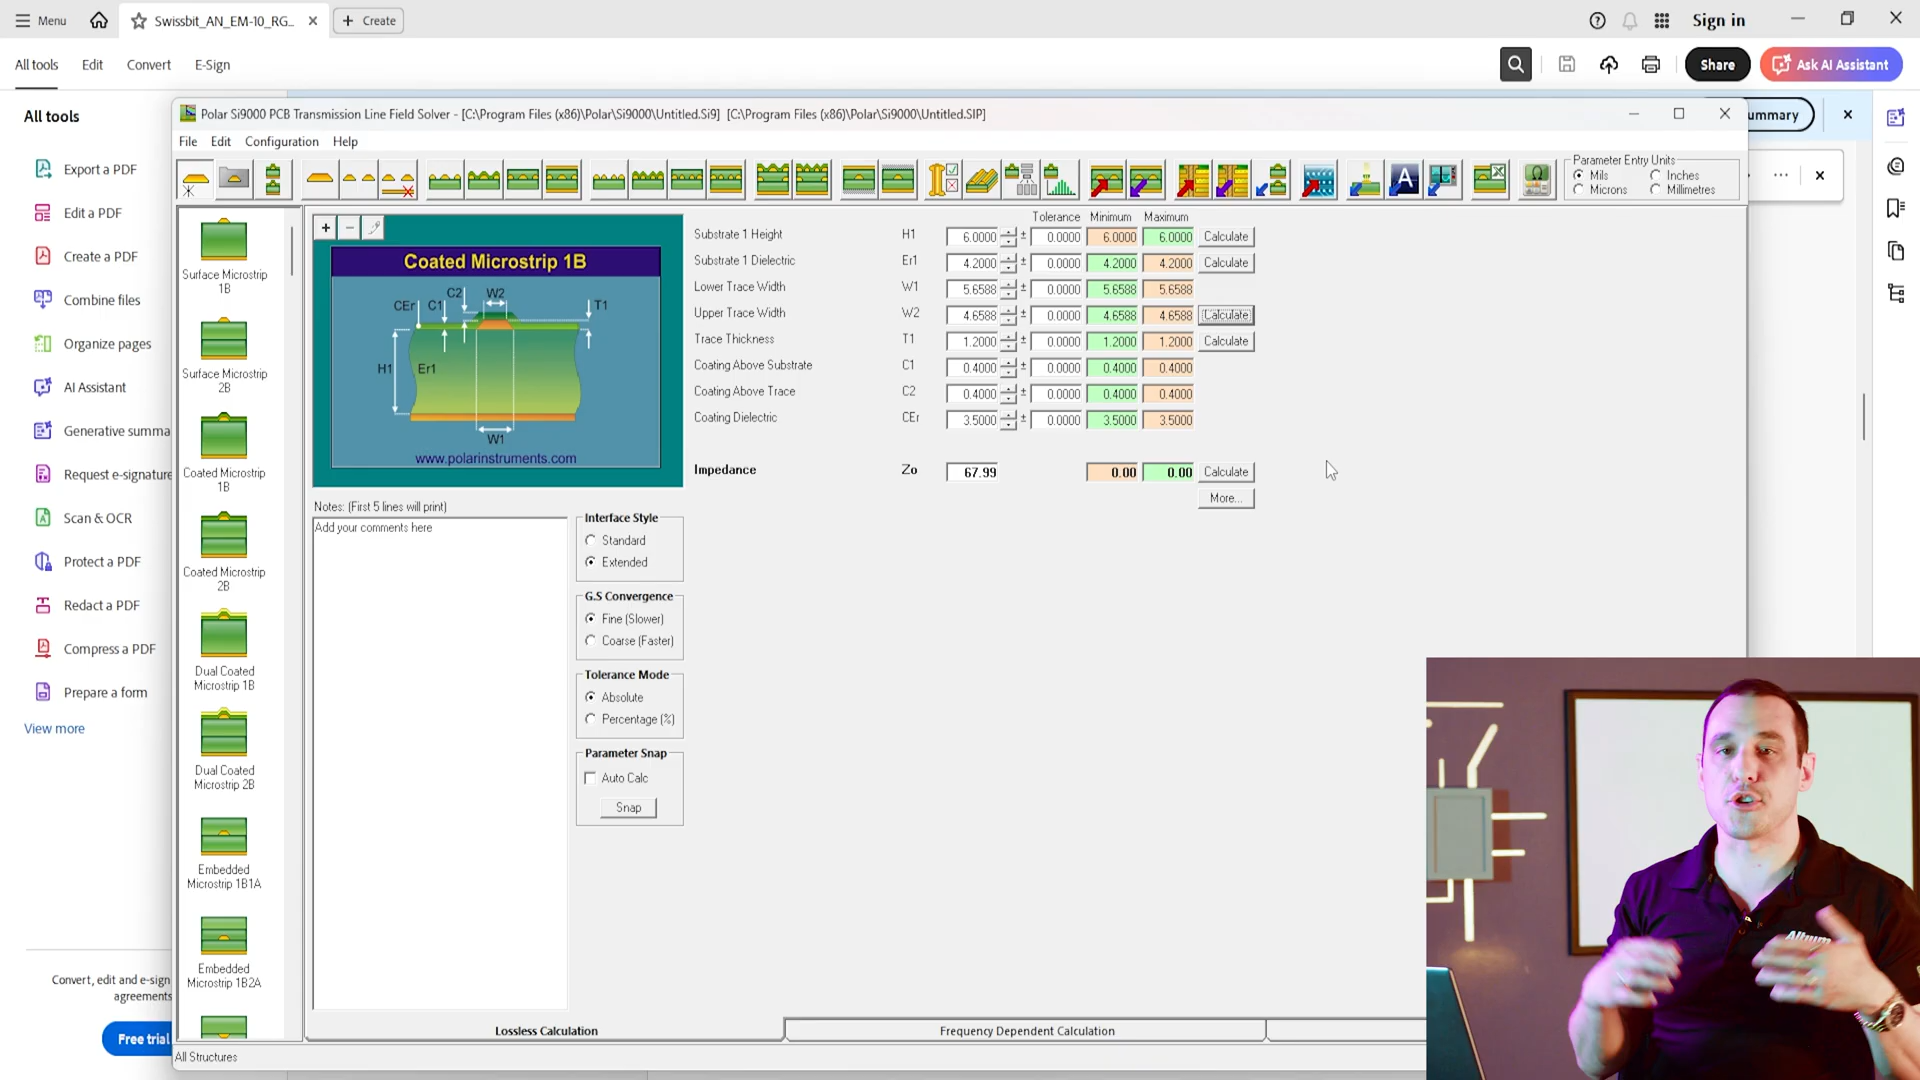 Menu
Swissbit_AN_EM-10_RG...
Create
Sign in
All tools
Edit
Convert
E-Sign
Share
Ask AI Assistant
All tools
Export a PDF
Edit a PDF
Create a PDF
Combine files
Organize pages
AI Assistant
Generative summa
Request e-signature
Scan & OCR
Protect a PDF
Redact a PDF
Compress a PDF
Prepare a form
View more
Convert, edit and e-sign
agreements
Free trial
Polar Si9000 PCB Transmission Line Field Solver - [C:\Program Files (x86)\Polar\Si9000\Untitled.Si9] [C:\Program Files (x86)\Polar\Si9000\Untitled.SIP]
ummary
File
Edit
Configuration
Help
Parameter Entry Units
Mils
Inches
Microns
Millimetres
Surface Microstrip
1B
Surface Microstrip
2B
Coated Microstrip
1B
Coated Microstrip
2B
Dual Coated
Microstrip 1B
Dual Coated
Microstrip 2B
Embedded
Microstrip 1B1A
Embedded
Microstrip 1B2A
Coated Microstrip 1B
CEr
C1
C2
W2
T1
H1
Er1
W1
www.polarinstruments.com
Tolerance Minimum Maximum
Substrate 1 Height H1 6.0000 ± 0.0000 6.0000 6.0000 Calculate
Substrate 1 Dielectric Er1 4.2000 ± 0.0000 4.2000 4.2000 Calculate
Lower Trace Width W1 5.6588 ± 0.0000 5.6588 5.6588
Upper Trace Width W2 4.6588 ± 0.0000 4.6588 4.6588 Calculate
Trace Thickness T1 1.2000 ± 0.0000 1.2000 1.2000 Calculate
Coating Above Substrate C1 0.4000 ± 0.0000 0.4000 0.4000
Coating Above Trace C2 0.4000 ± 0.0000 0.4000 0.4000
Coating Dielectric CEr 3.5000 ± 0.0000 3.5000 3.5000
Impedance Zo 67.99 0.00 0.00 Calculate
More...
Notes: (First 5 lines will print)
Add your comments here
Interface Style
Standard
Extended
G.S Convergence
Fine (Slower)
Coarse (Faster)
Tolerance Mode
Absolute
Percentage (%)
Parameter Snap
Auto Calc
Snap
Lossless Calculation
Frequency Dependent Calculation
All Structures
Altium